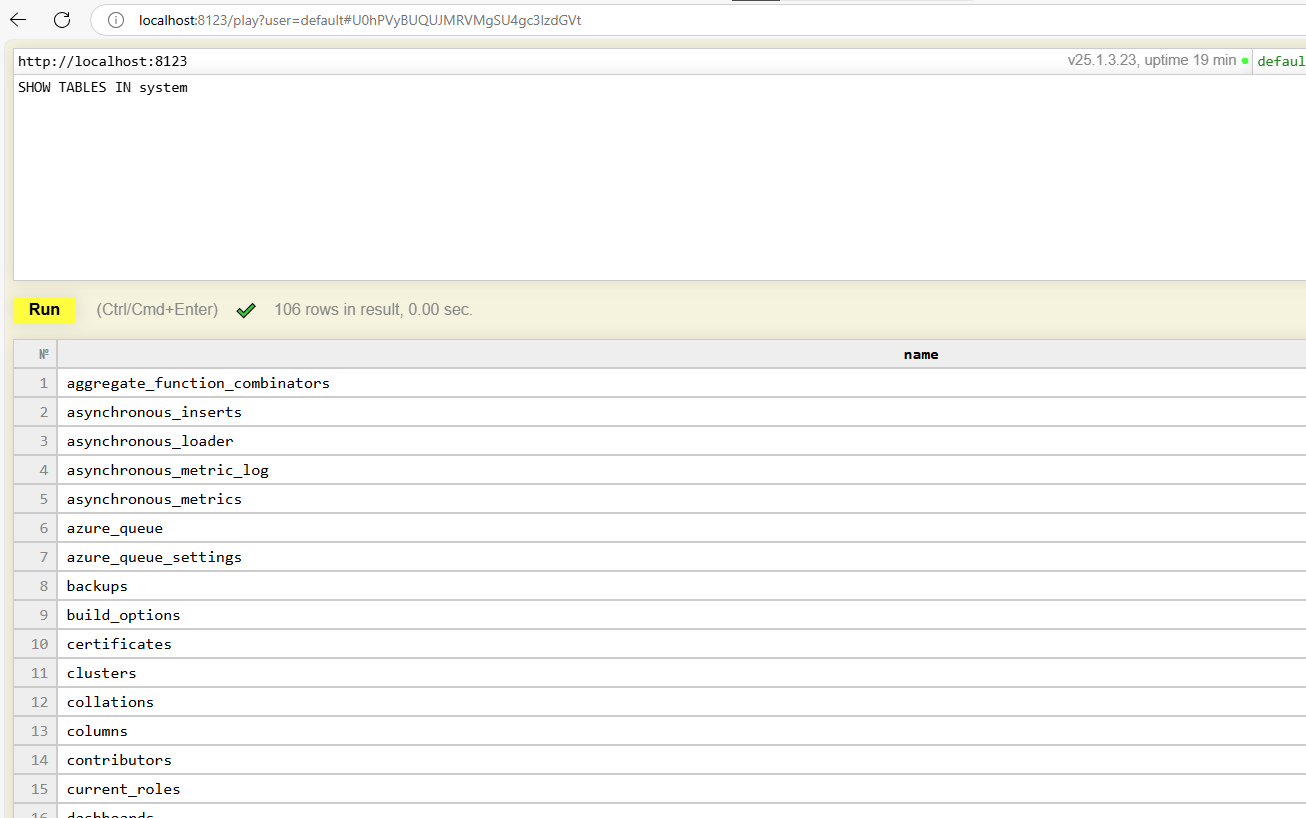 localhost:8123/play?user=default#U0hPVyBUQUJMRVMgSU4gc3lzdGVt
http://localhost:8123
v25.1.3.23, uptime 19 min
defaul
SHOW TABLES IN system
Run (Ctrl/Cmd+Enter) 106 rows in result, 0.00 sec.
№ name
1 aggregate_function_combinators
2 asynchronous_inserts
3 asynchronous_loader
4 asynchronous_metric_log
5 asynchronous_metrics
6 azure_queue
7 azure_queue_settings
8 backups
9 build_options
10 certificates
11 clusters
12 collations
13 columns
14 contributors
15 current_roles
16 dashboards